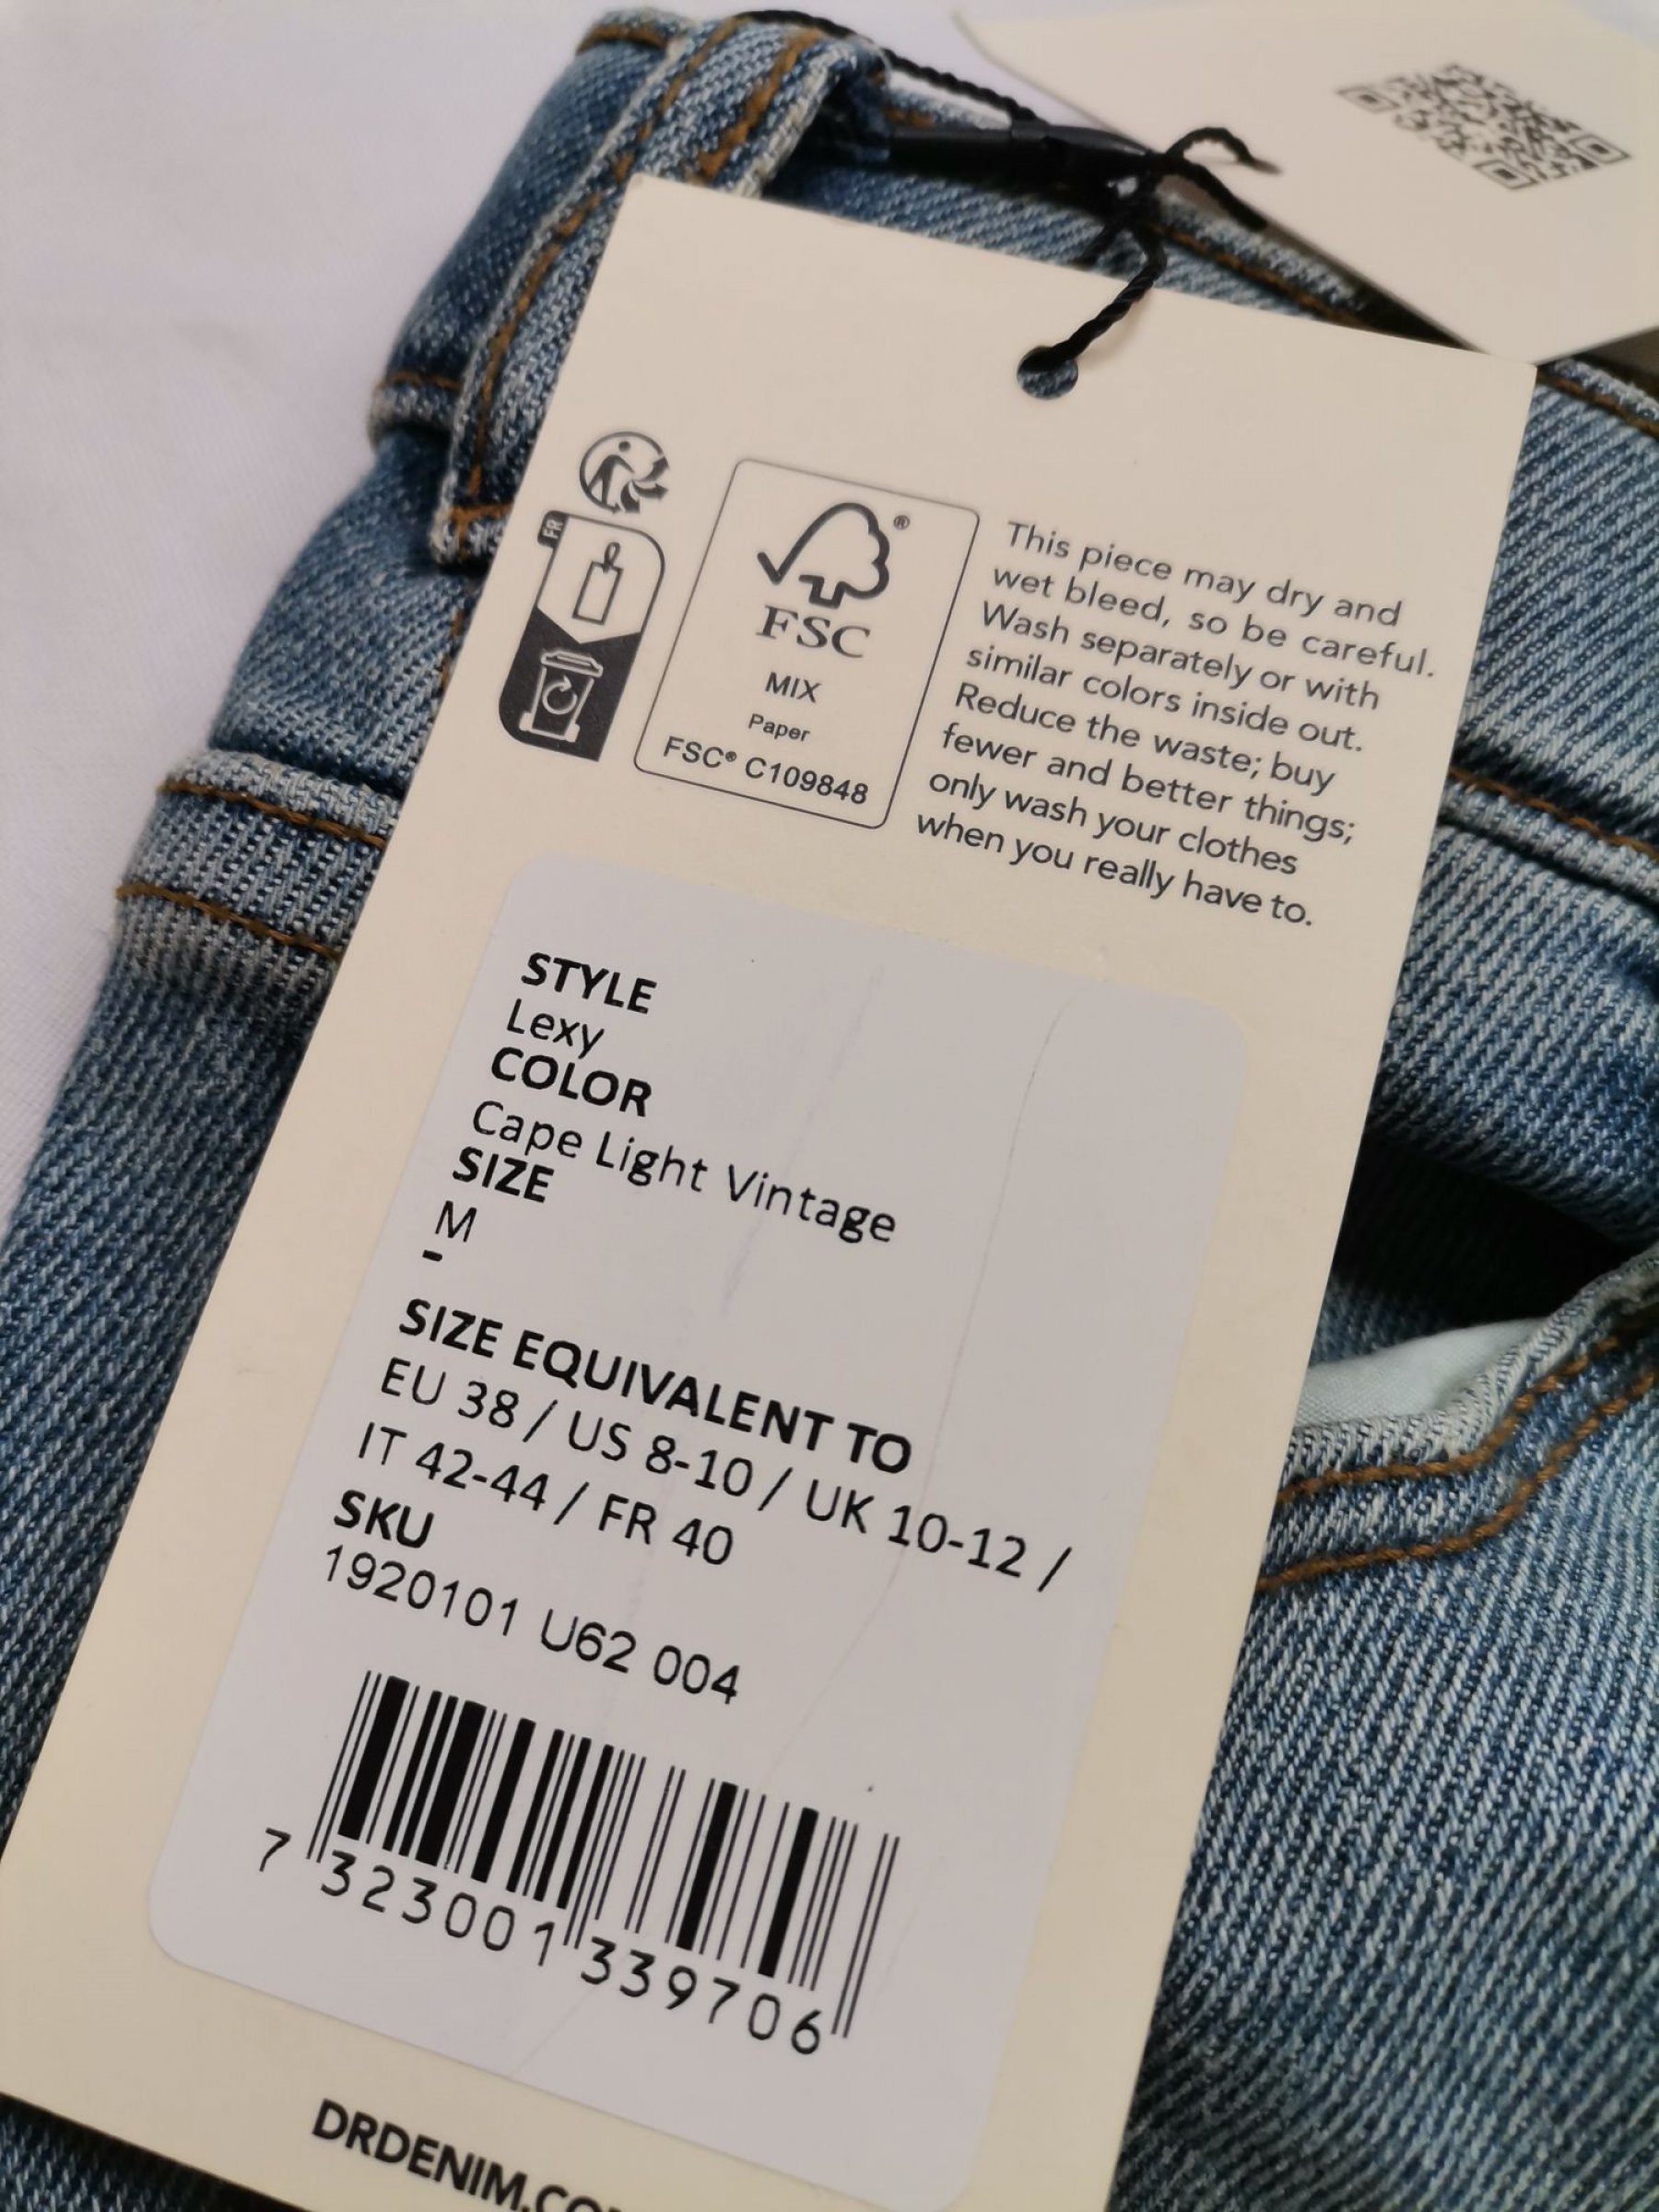 FR
FSC®
MIX
Paper
FSC® C109848
This piece may dry and
wet bleed, so be careful.
Wash separately or with
similar colors inside out.
Reduce the waste; buy
fewer and better things;
only wash your clothes
when you really have to.
STYLE
Lexy
COLOR
Cape Light Vintage
SIZE
M
-
SIZE EQUIVALENT TO
EU 38 / US 8-10 / UK 10-12 /
IT 42-44 / FR 40
SKU
1920101 U62 004
7 323001 339706
DRDENIM.CO